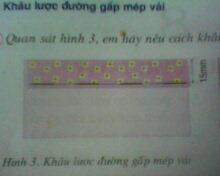 Khâu lược đường gấp mép vải
Quan sát hình 3, em hãy nêu cách khâu
15mm
Hình 3. Khâu lược đường gấp mép vải